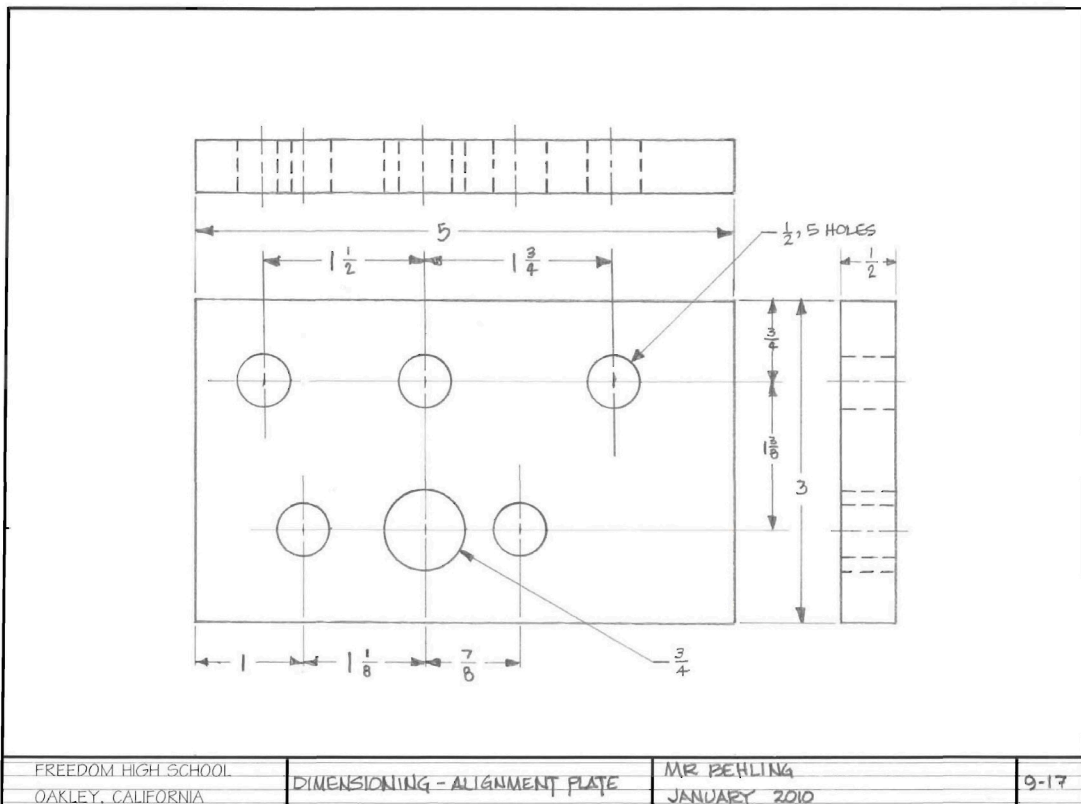 5
1 1/2
1 3/4
1/2, 5 HOLES
1/2
3/4
1 3/8
3
1
1 1/8
7/8
3/4
FREEDOM HIGH SCHOOL
OAKLEY, CALIFORNIA
DIMENSIONING - ALIGNMENT PLATE
MR BEHLING
JANUARY 2010
9-17